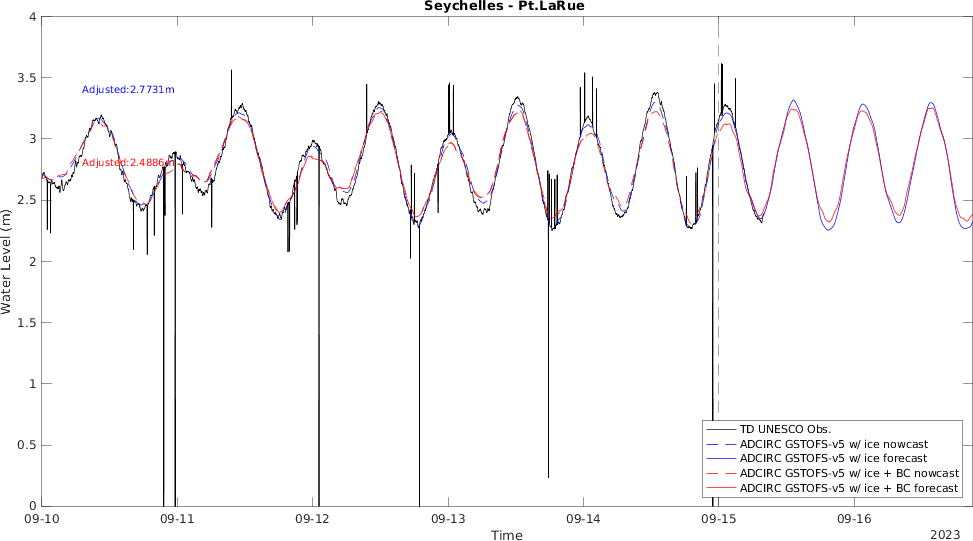 Seychelles - Pt.LaRue
4
3.5
3
2.5
2
1.5
1
0.5
0
Water Level (m)
Adjusted:2.7731m
Adjusted:2.4886m
TD UNESCO Obs.
ADCIRC GSTOFS-v5 w/ ice nowcast
ADCIRC GSTOFS-v5 w/ ice forecast
ADCIRC GSTOFS-v5 w/ ice + BC nowcast
ADCIRC GSTOFS-v5 w/ ice + BC forecast
09-10 09-11 09-12 09-13 09-14 09-15 09-16
Time
2023